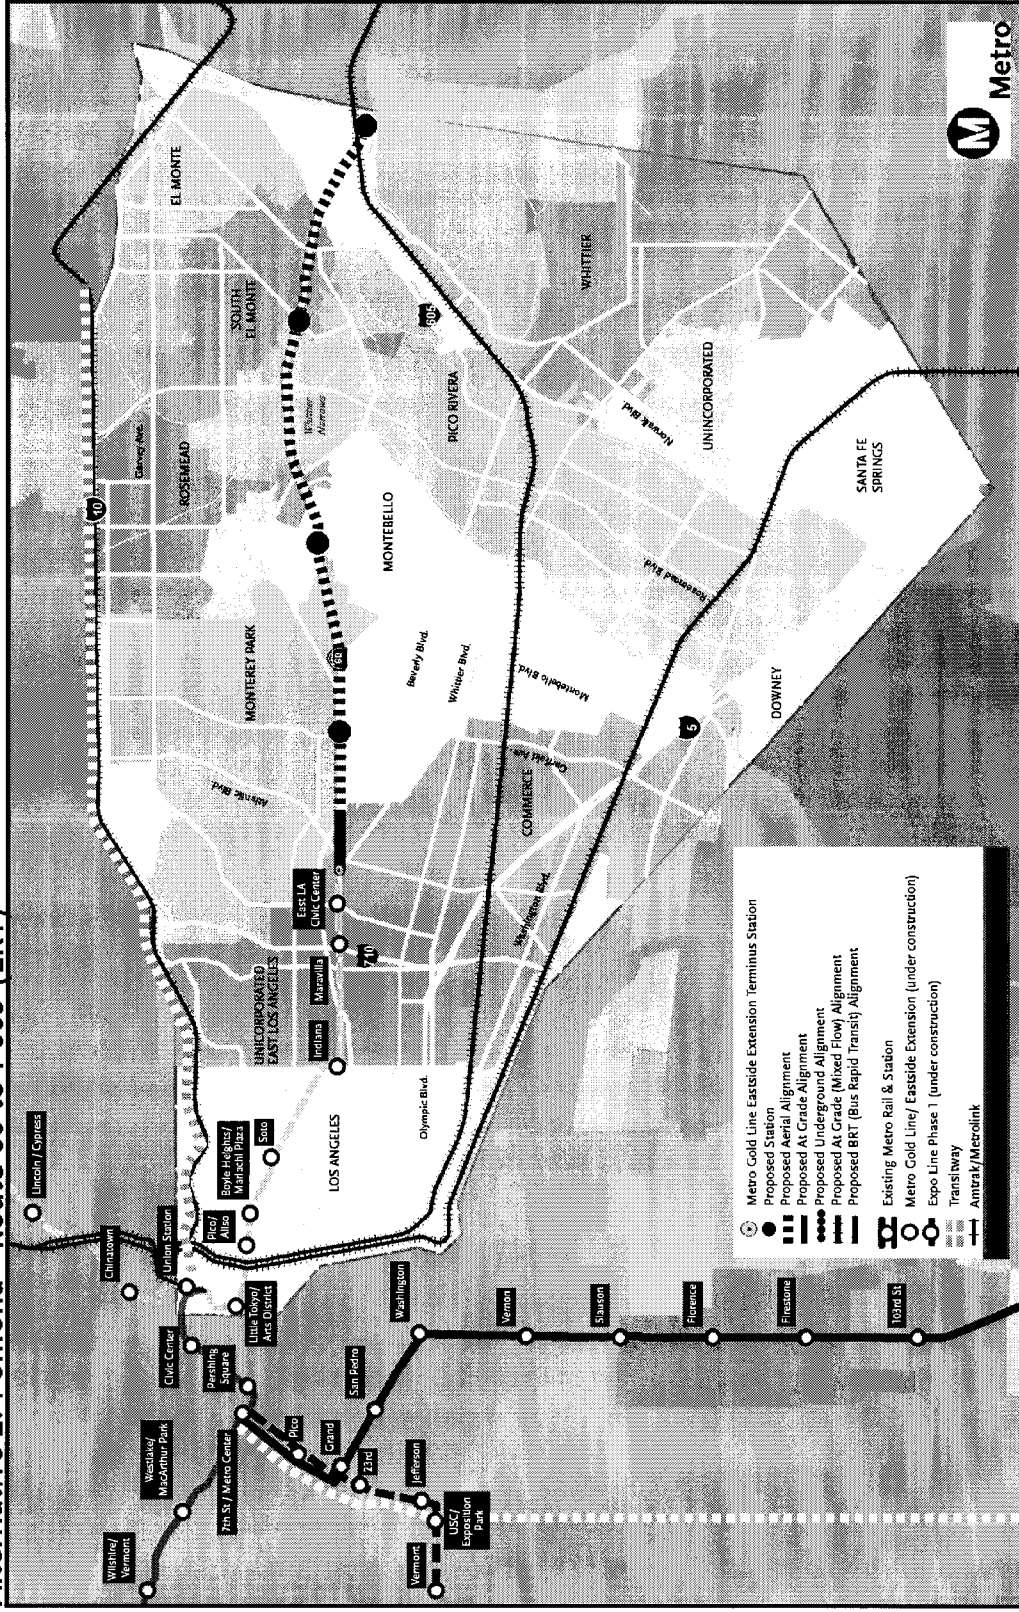 Wilshire/
Vermont
Westlake/
MacArthur Park
7th St / Metro Center
Civic Center
Pershing
Square
Chinatown
Union Station
Lincoln / Cypress
Little Tokyo/
Arts District
Pico/
Aliso
Boyle Heights/
Mariachi Plaza
Soto
Indiana
Maravilla
East LA
Civic Center
Pico
Grand
23rd
San Pedro
Jefferson
USC/
Exposition
Park
Vermont
Washington
Vernon
Slauson
Florence
Firestone
103rd St
LOS ANGELES
UNICORPORATED
EAST LOS ANGELES
MONTEREY PARK
ROSEMEAD
SOUTH
EL MONTE
EL MONTE
MONTEBELLO
PICO RIVERA
WHITTIER
COMMERCE
UNINCORPORATED
DOWNEY
SANTA FE
SPRINGS
Whittier
Narrows
Garvey Ave.
Atlantic Blvd.
Beverly Blvd.
Whittier Blvd.
Olympic Blvd.
Montebello Blvd.
Garfield Ave
Washington Blvd.
Rosemead Blvd
Norwalk Blvd.
10
60
710
605
5
Metro Gold Line Eastside Extension Terminus Station
Proposed Station
Proposed Aerial Alignment
Proposed At Grade Alignment
Proposed Underground Alignment
Proposed At Grade (Mixed Flow) Alignment
Proposed BRT (Bus Rapid Transit) Alignment
Existing Metro Rail & Station
Metro Gold Line/ Eastside Extension (under construction)
Expo Line Phase 1 (under construction)
Transitway
Amtrak/Metrolink
M
Metro